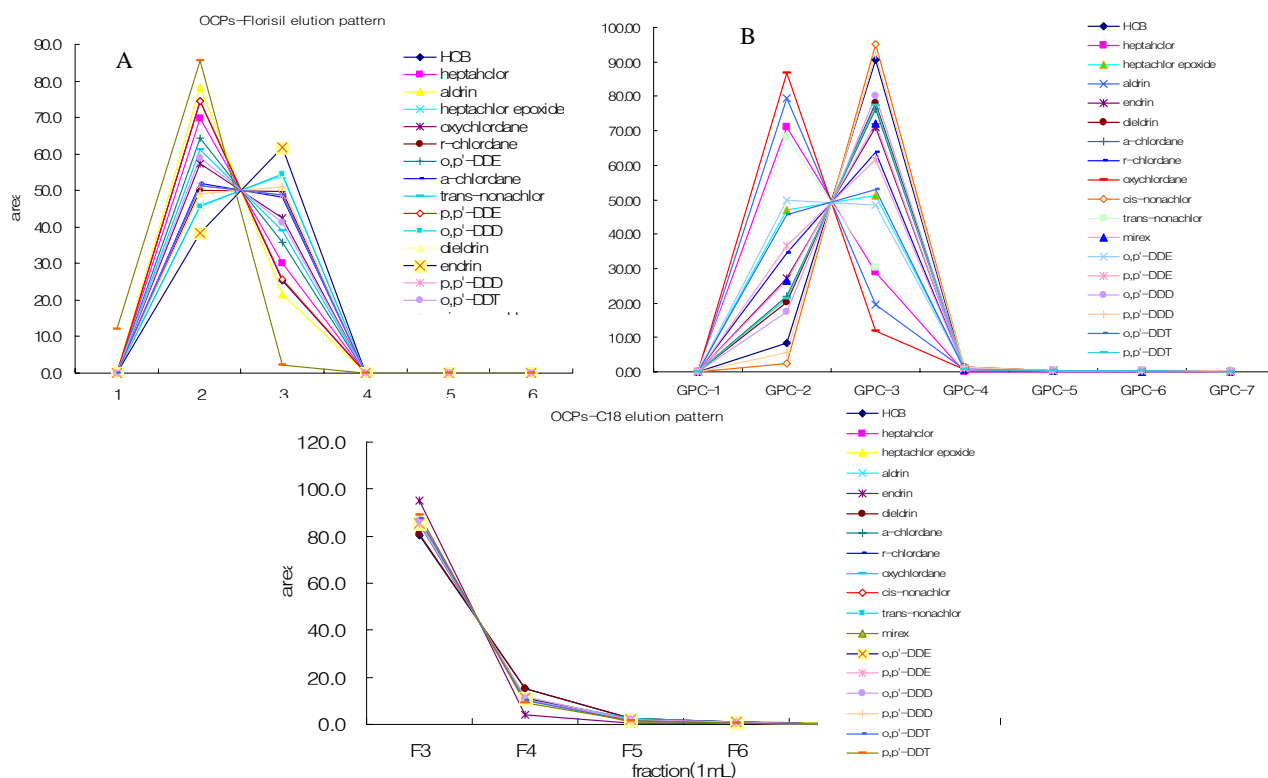 OCPs-Florisil elution pattern
A
area
90.0
80.0
70.0
60.0
50.0
40.0
30.0
20.0
10.0
0.0
1
2
3
4
5
6
HCB
heptahclor
aldrin
heptachlor epoxide
oxychlordane
r-chlordane
o,p'-DDE
a-chlordane
trans-nonachlor
p,p'-DDE
o,p'-DDD
dieldrin
endrin
p,p'-DDD
o,p'-DDT
B
100.00
90.00
80.00
70.00
60.00
50.00
40.00
30.00
20.00
10.00
0.00
GPC-1
GPC-2
GPC-3
GPC-4
GPC-5
GPC-6
GPC-7
HCB
heptahclor
heptachlor epoxide
aldrin
endrin
dieldrin
a-chlordane
r-chlordane
oxychlordane
cis-nonachlor
trans-nonachlor
mirex
o,p'-DDE
p,p'-DDE
o,p'-DDD
p,p'-DDD
o,p'-DDT
p,p'-DDT
OCPs-C18 elution pattern
area
120.0
100.0
80.0
60.0
40.0
20.0
0.0
F3
F4
F5
F6
fraction(1mL)
HCB
heptahclor
heptachlor epoxide
aldrin
endrin
dieldrin
a-chlordane
r-chlordane
oxychlordane
cis-nonachlor
trans-nonachlor
mirex
o,p'-DDE
p,p'-DDE
o,p'-DDD
p,p'-DDD
o,p'-DDT
p,p'-DDT